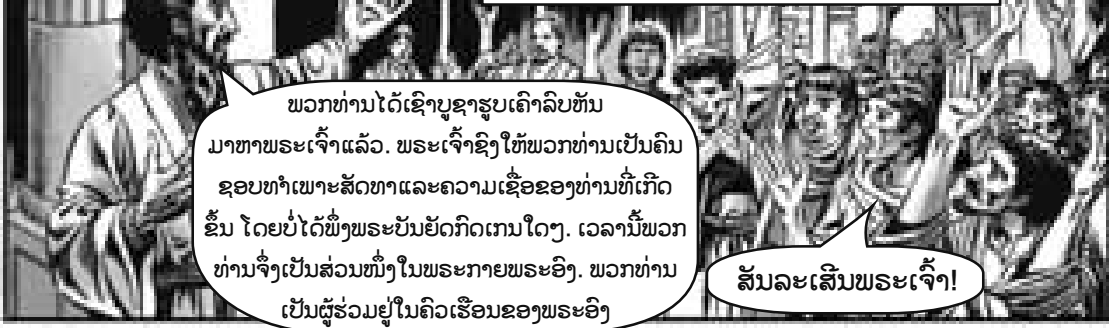 ພວກທ່ານໄດ້ເຊົາບູຊາຮູບເຄົາລົບຫັນ
ມາຫາພຣະເຈົ້າແລ້ວ. ພຣະເຈົ້າຊົງໃຫ້ພວກທ່ານເປັນຄົນ
ຊອບທຳເພາະສັດທາແລະຄວາມເຊື່ອຂອງທ່ານທີ່ເກີດ
ຂຶ້ນ ໂດຍບໍ່ໄດ້ພຶ່ງພຣະບັນຍັດກົດເກນໃດໆ. ເວລານີ້ພວກ
ທ່ານຈຶ່ງເປັນສ່ວນໜຶ່ງໃນພຣະກາຍພຣະອົງ. ພວກທ່ານ
ເປັນຜູ້ຮ່ວມຢູ່ໃນຄົວເຮືອນຂອງພຣະອົງ
ສັນລະເສີນພຣະເຈົ້າ!